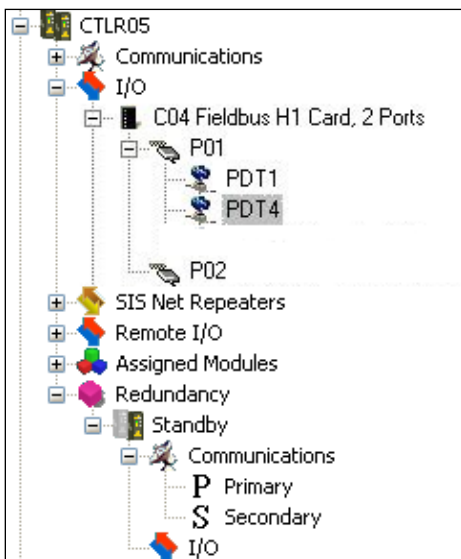 CTLR05
Communications
I/O
C04 Fieldbus H1 Card, 2 Ports
P01
PDT1
PDT4
P02
SIS Net Repeaters
Remote I/O
Assigned Modules
Redundancy
Standby
Communications
P Primary
S Secondary
I/O